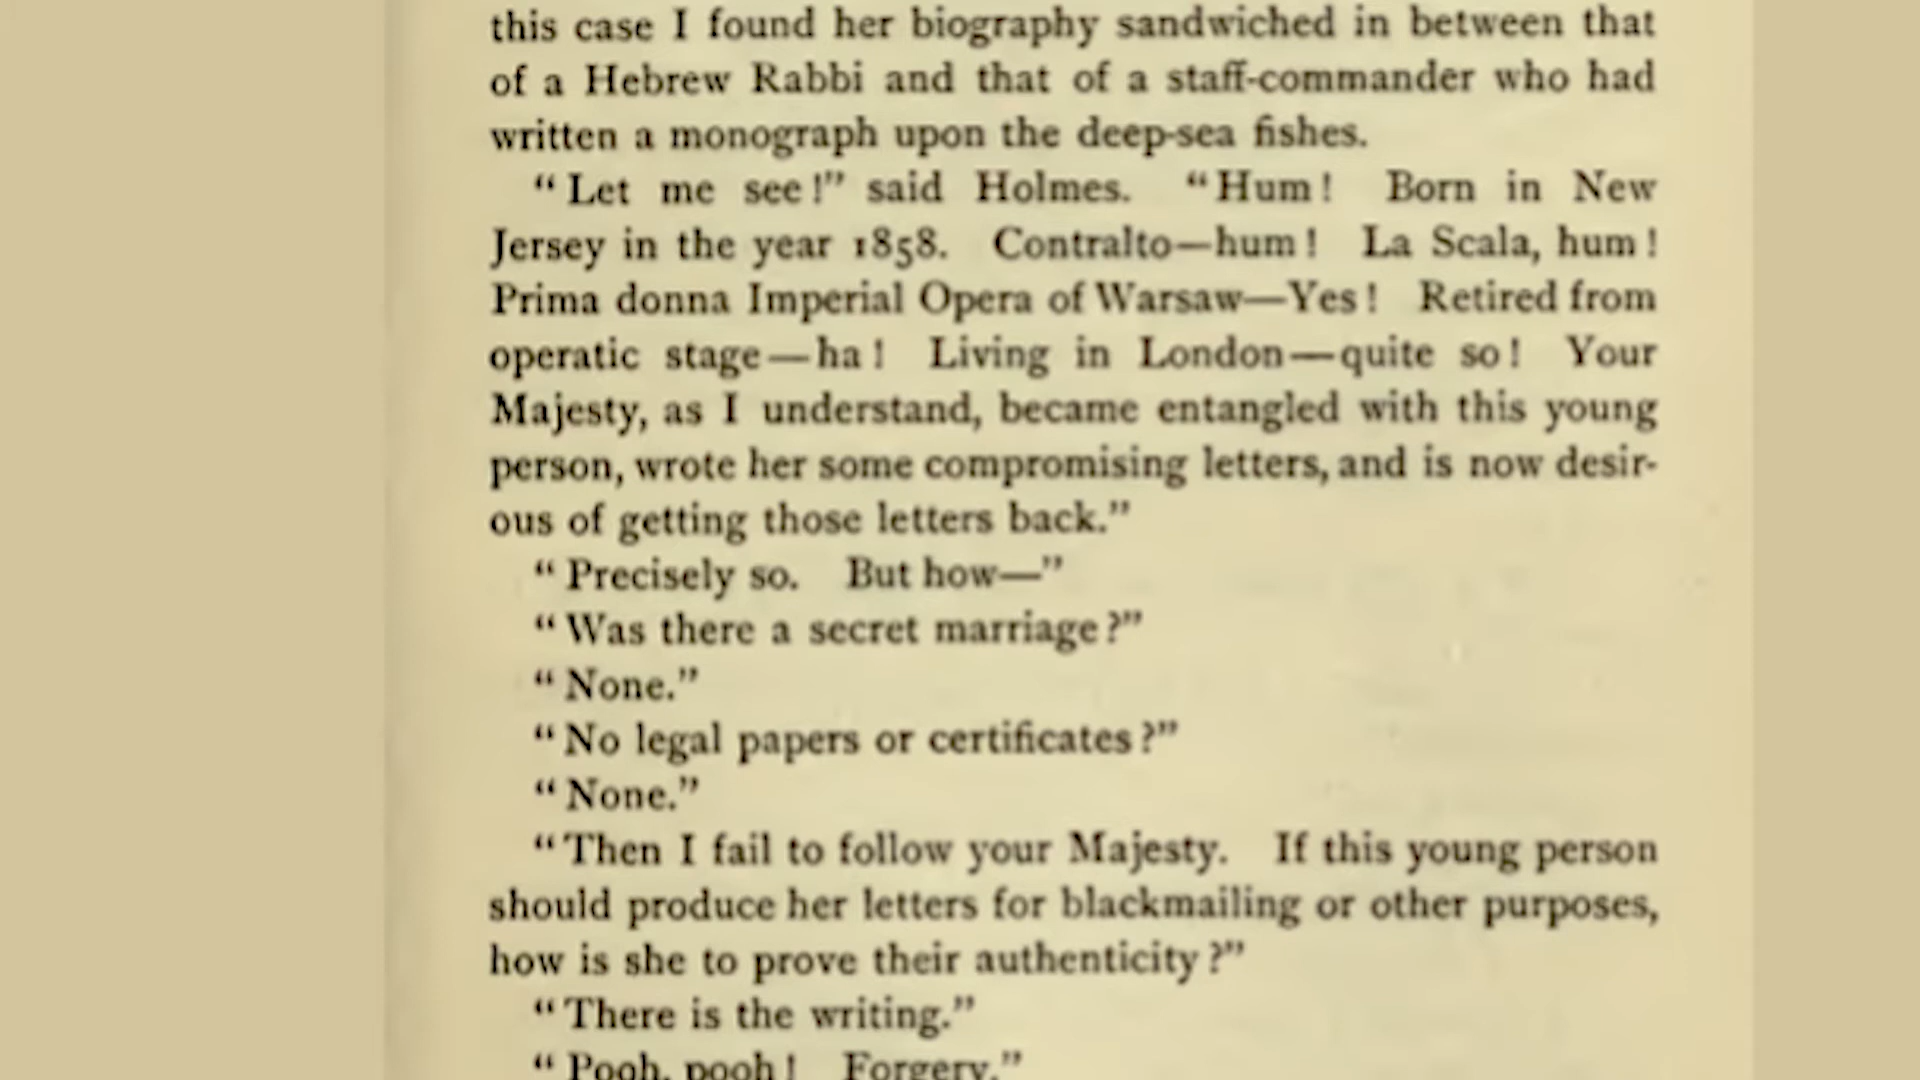 this case I found her biography sandwiched in between that
of a Hebrew Rabbi and that of a staff-commander who had
written a monograph upon the deep-sea fishes.
“Let me see!” said Holmes. “Hum! Born in New
Jersey in the year 1858. Contralto—hum! La Scala, hum!
Prima donna Imperial Opera of Warsaw—Yes! Retired from
operatic stage—ha! Living in London—quite so! Your
Majesty, as I understand, became entangled with this young
person, wrote her some compromising letters, and is now desir-
ous of getting those letters back.”
“Precisely so. But how—”
“Was there a secret marriage?”
“None.”
“No legal papers or certificates?”
“None.”
“Then I fail to follow your Majesty. If this young person
should produce her letters for blackmailing or other purposes,
how is she to prove their authenticity?”
“There is the writing.”
“Pooh, pooh! Forgery.”